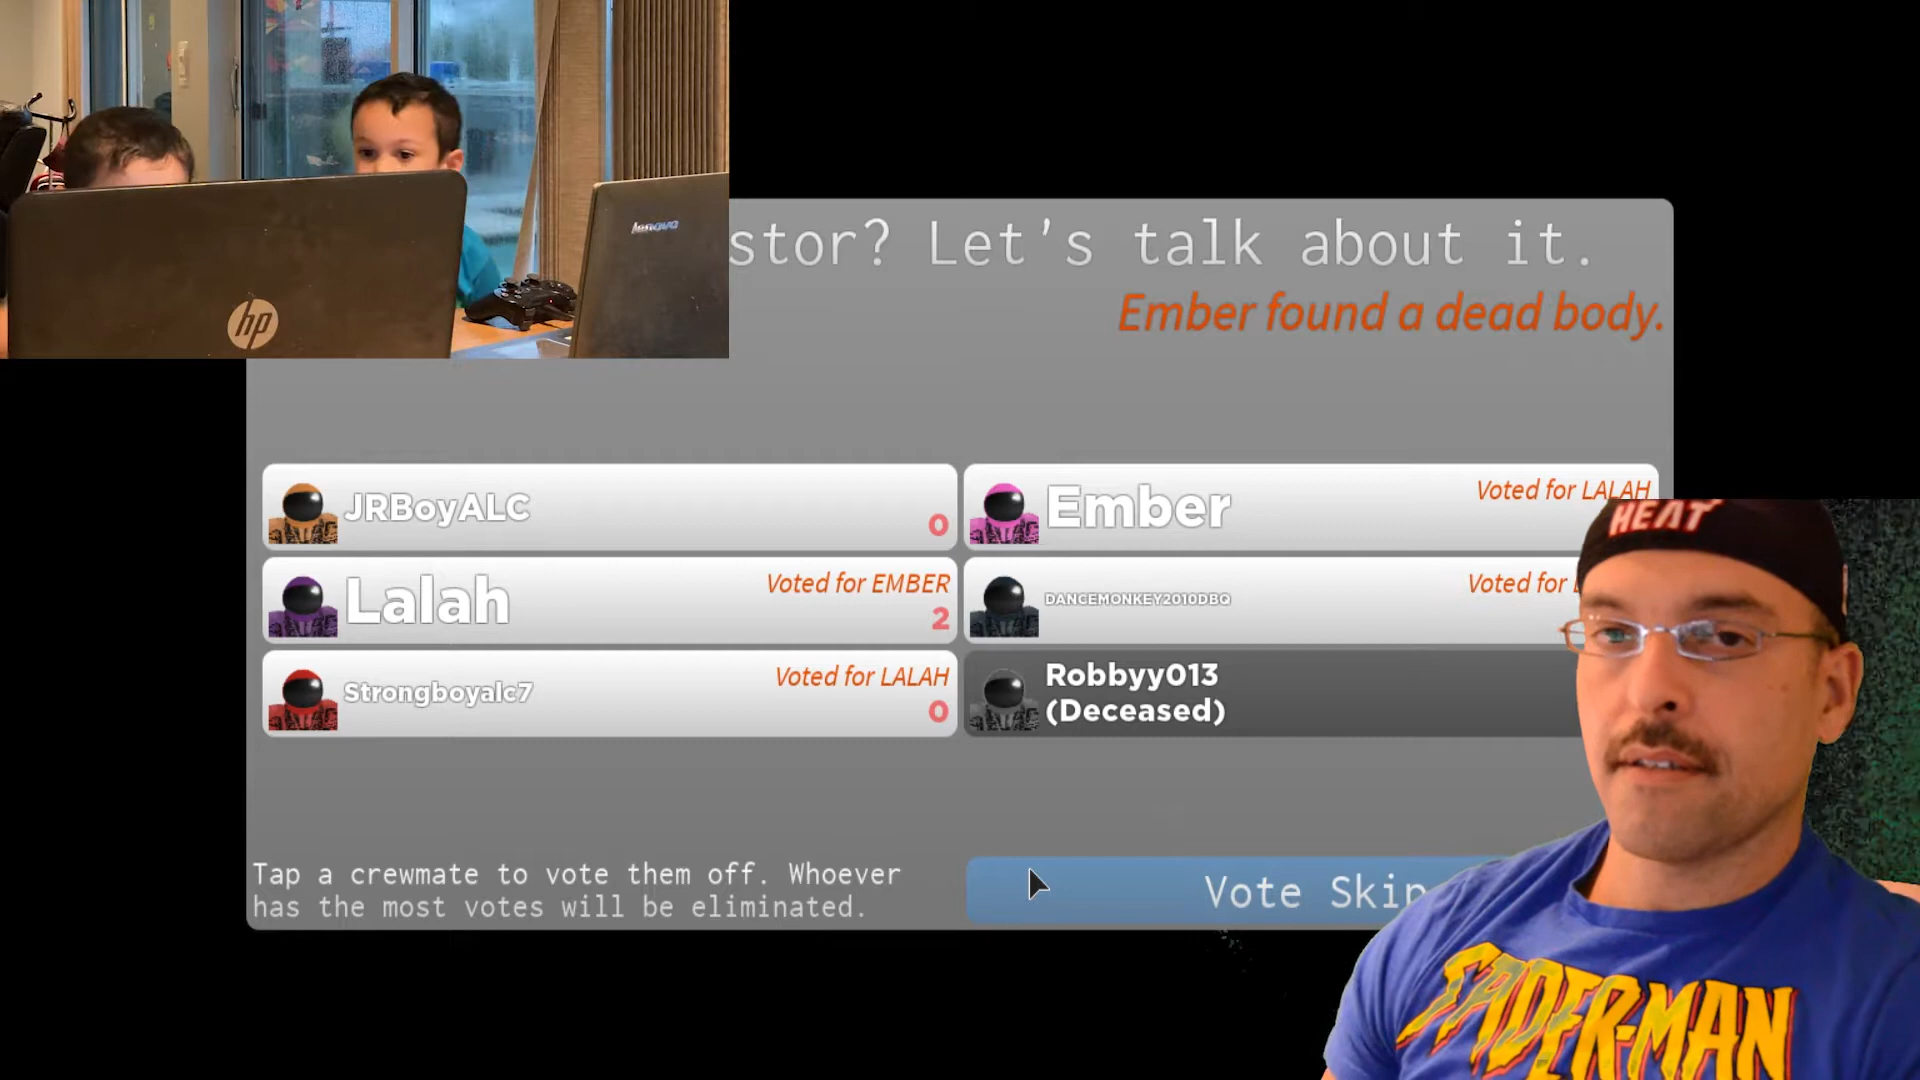 hp
lenovo
stor? Let's talk about it.
Ember found a dead body.
JRBoyALC
0
Ember
Voted for LALAH
Lalah
Voted for EMBER
2
DANCEMONKEY2010DBQ
Voted for
Strongboyalc7
Voted for LALAH
0
Robbyy013
(Deceased)
Tap a crewmate to vote them off. Whoever
has the most votes will be eliminated.
Vote Skip
HEAT
SPIDER-MAN